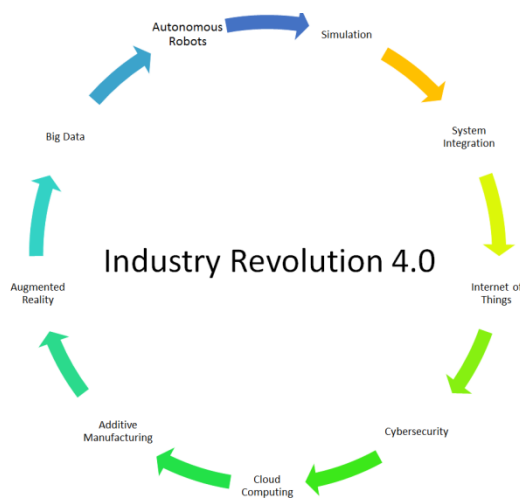 Autonomous
Robots
Simulation
System
Integration
Internet of
Things
Cybersecurity
Cloud
Computing
Additive
Manufacturing
Augmented
Reality
Big Data
Industry Revolution 4.0